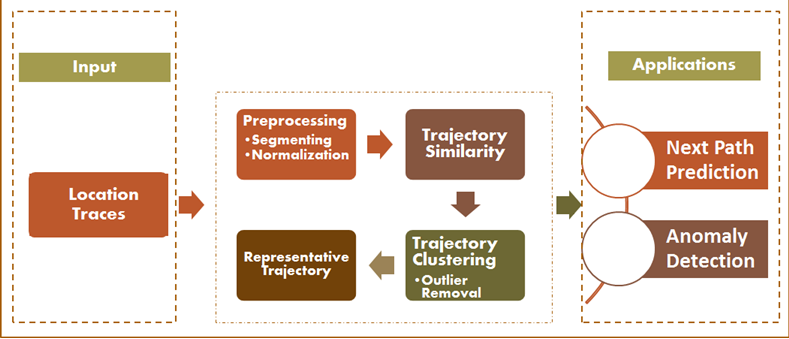 Input
Location
Traces
Preprocessing
•Segmenting
•Normalization
Trajectory
Similarity
Trajectory
Clustering
•Outlier
Removal
Representative
Trajectory
Applications
Next Path
Prediction
Anomaly
Detection